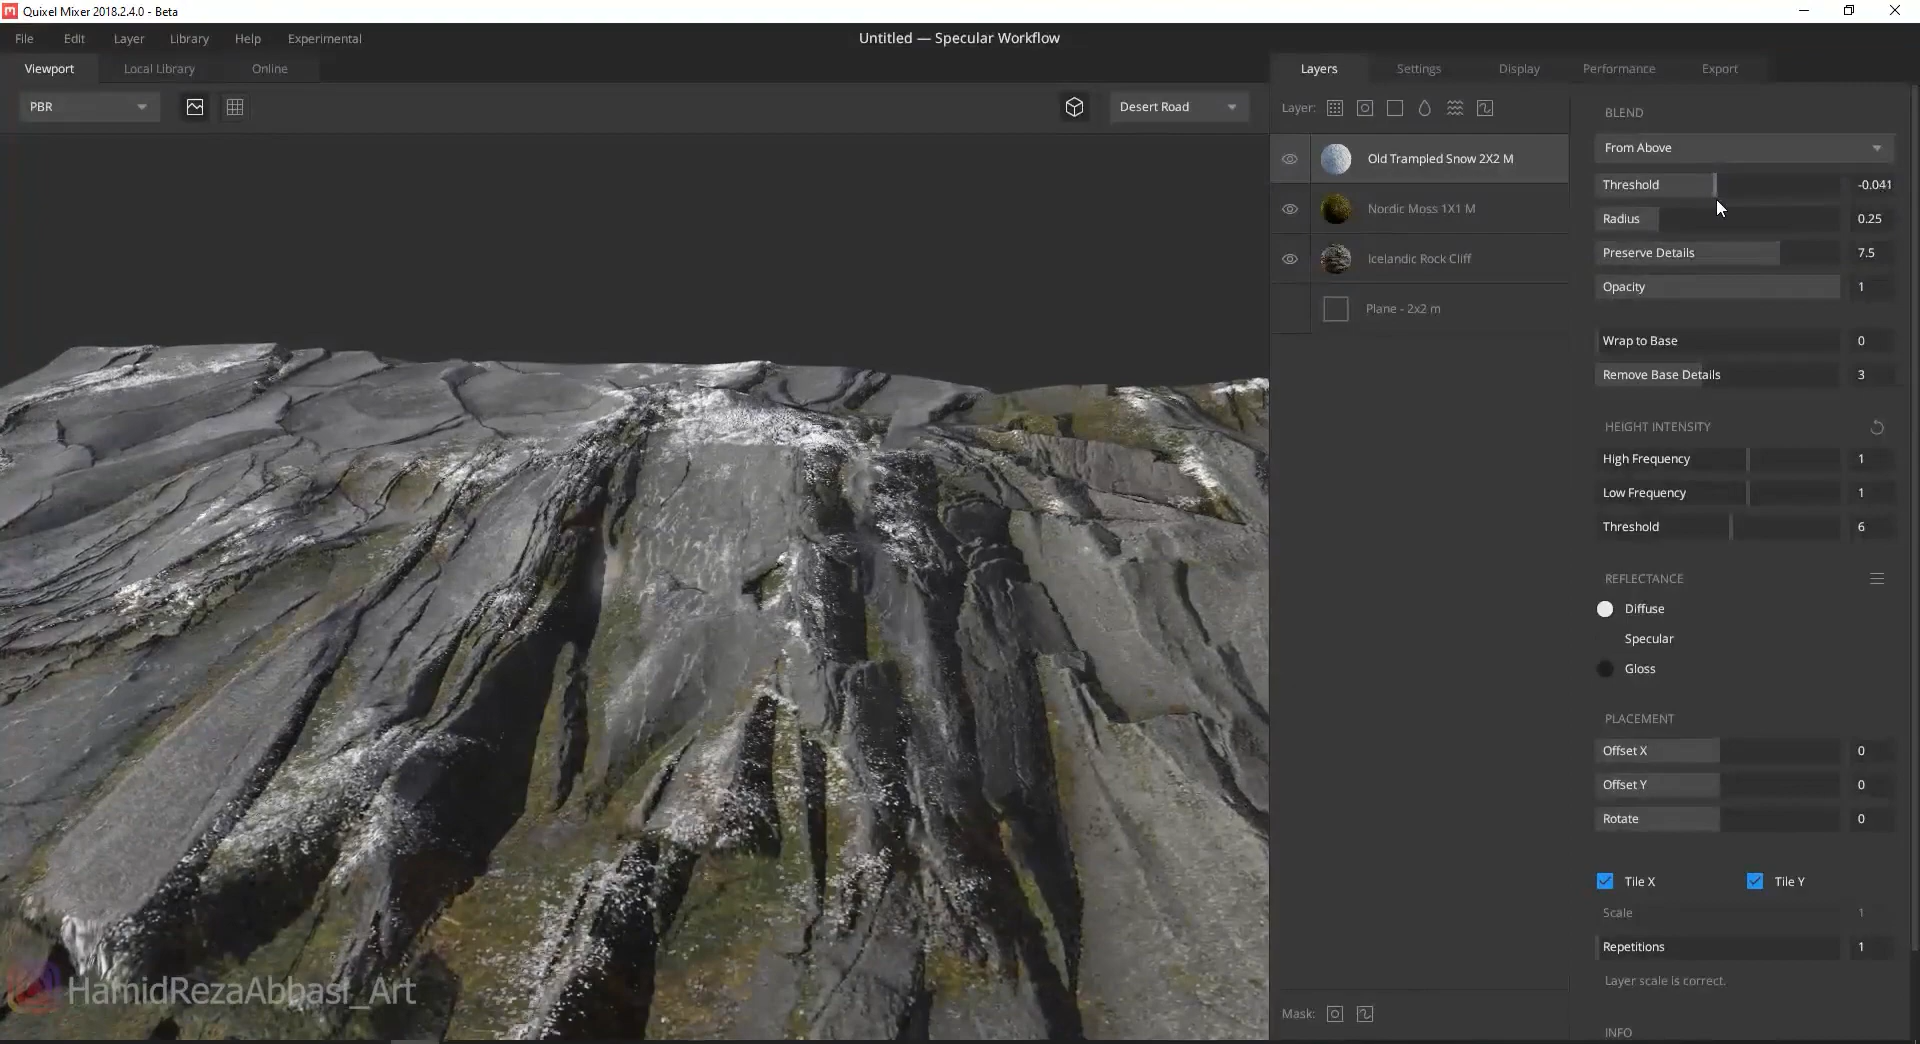 Quixel Mixer 2018.2.4.0 - Beta
File Edit Layer Library Help Experimental
Untitled — Specular Workflow
Viewport Local Library Online
Layers Settings Display Performance Export
PBR
Desert Road
Layer:
Old Trampled Snow 2X2 M
Nordic Moss 1X1 M
Icelandic Rock Cliff
Plane - 2x2 m
Mask:
BLEND
From Above
Threshold -0.041
Radius 0.25
Preserve Details 7.5
Opacity 1
Wrap to Base 0
Remove Base Details 3
HEIGHT INTENSITY
High Frequency 1
Low Frequency 1
Threshold 6
REFLECTANCE
Diffuse
Specular
Gloss
PLACEMENT
Offset X 0
Offset Y 0
Rotate 0
Tile X Tile Y
Scale 1
Repetitions 1
Layer scale is correct.
INFO
HamidRezaAbbasi_Art